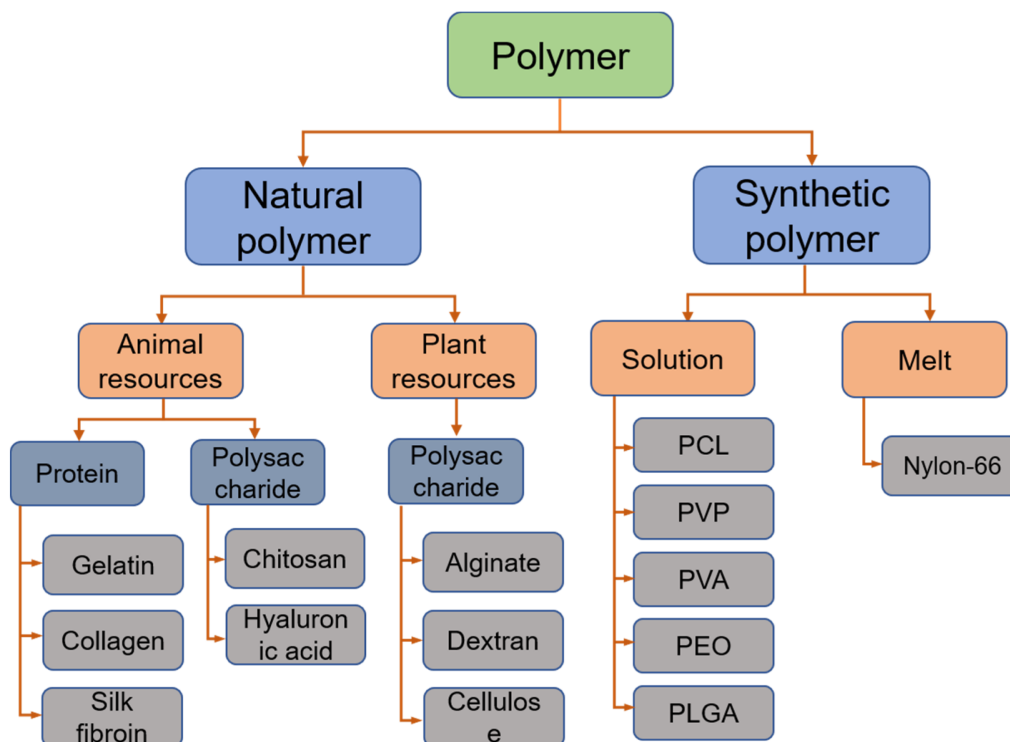 Polymer
Natural
polymer
Synthetic
polymer
Animal
resources
Plant
resources
Solution
Melt
Protein
Polysac
charide
Polysac
charide
PCL
Nylon-66
PVP
Gelatin
Chitosan
Alginate
PVA
Collagen
Hyaluron
ic acid
Dextran
PEO
Silk
fibroin
Cellulos
e
PLGA